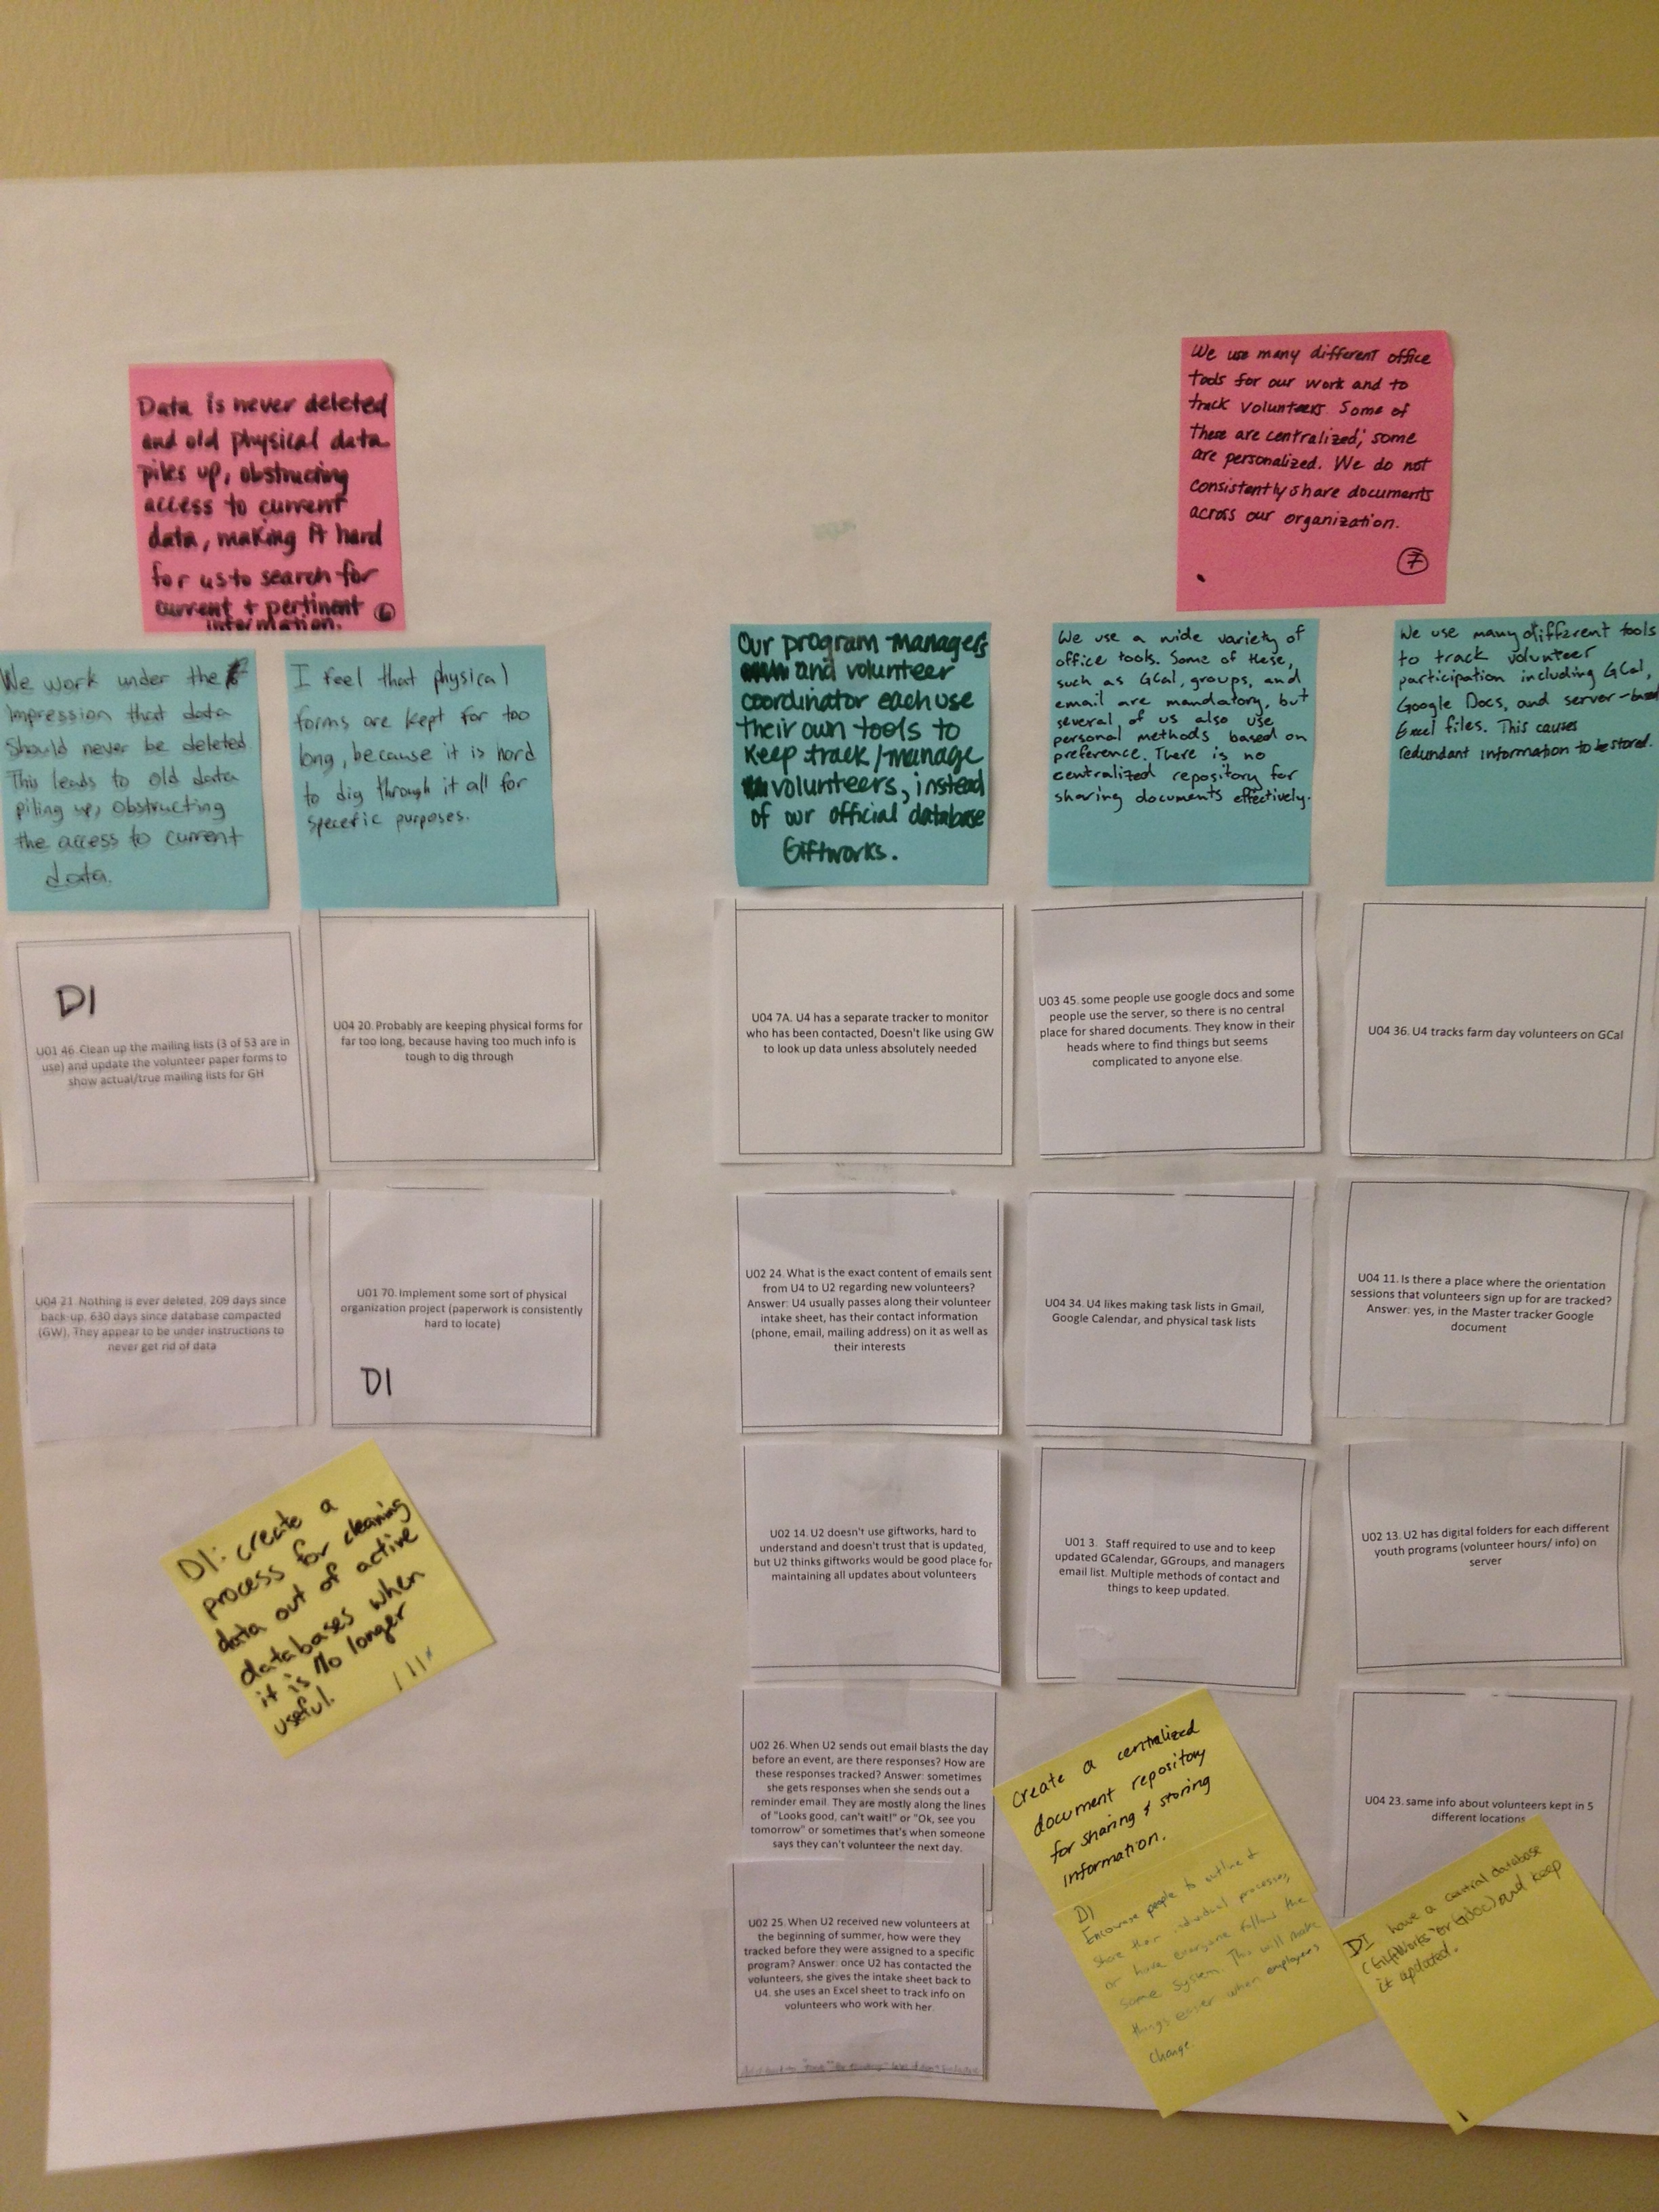 Data is never deleted
and old physical data
piles up, obstructing
access to current
data, making it hard
for us to search for
current + pertinent
information. 6
We use many different office
tools for our work and to
track volunteers. Some of
these are centralized; some
are personalized. We do not
consistently share documents
across our organization.
7
We work under the
impression that data
should never be deleted
This leads to old data
piling up, obstructing
the access to current
data.
I feel that physical
forms are kept for too
long, because it is hard
to dig through it all for
specific purposes.
Our program managers
and volunteer
coordinator each use
their own tools to
keep track/manage
volunteers, instead
of our official database
Giftworks.
We use a wide variety of
office tools. Some of these,
such as GCal, groups, and
email are mandatory, but
several of us also use
personal methods based on
preference. There is no
centralized repository for
sharing documents effectively.
We use many different tools
to track volunteer
participation including GCal,
Google Docs, and server-based
Excel files. This causes
redundant information to be stored.
DI
U01 46. Clean up the mailing lists (3 of 53 are in
use) and update the volunteer paper forms to
show actual/true mailing lists for GH
U04 20. Probably are keeping physical forms for
far too long, because having too much info is
tough to dig through
U04 7A. U4 has a separate tracker to monitor
who has been contacted, Doesn't like using GW
to look up data unless absolutely needed
U03 45. some people use google docs and some
people use the server, so there is no central
place for shared documents. They know in their
heads where to find things but seems
complicated to anyone else.
U04 36. U4 tracks farm day volunteers on GCal
U04 21. Nothing is ever deleted, 209 days since
back-up, 630 days since database compacted
(GW). They appear to be under instructions to
never get rid of data
U01 70. Implement some sort of physical
organization project (paperwork is consistently
hard to locate)
DI
U02 24. What is the exact content of emails sent
from U4 to U2 regarding new volunteers?
Answer: U4 usually passes along their volunteer
intake sheet, has their contact information
(phone, email, mailing address) on it as well as
their interests
U04 34. U4 likes making task lists in Gmail,
Google Calendar, and physical task lists
U04 11. Is there a place where the orientation
sessions that volunteers sign up for are tracked?
Answer: yes, in the Master tracker Google
document
DI: create a
process for cleaning
data out of active
databases when
it is no longer
useful.
U02 14. U2 doesn't use giftworks, hard to
understand and doesn't trust that is updated,
but U2 thinks giftworks would be good place for
maintaining all updates about volunteers
U01 3. Staff required to use and to keep
updated GCalendar, GGroups, and managers
email list. Multiple methods of contact and
things to keep updated.
U02 13. U2 has digital folders for each different
youth programs (volunteer hours/ info) on
server
U02 26. When U2 sends out email blasts the day
before an event, are there responses? How are
these responses tracked? Answer: sometimes
she gets responses when she sends out a
reminder email. They are mostly along the lines
of "Looks good, can't wait!" or "Ok, see you
tomorrow" or sometimes that's when someone
says they can't volunteer the next day.
Create a centralized
document repository
for sharing & storing
information.
U04 23. same info about volunteers kept in 5
different locations
U02 25. When U2 received new volunteers at
the beginning of summer, how were they
tracked before they were assigned to a specific
program? Answer: once U2 has contacted the
volunteers, she gives the intake sheet back to
U4. she uses an Excel sheet to track info on
volunteers who work with her.
DI
Encourage people to outline &
share their individual processes,
or have everyone follow the
same system. This will make
things easier when employees
change.
DI have a central database
(GiftWorks or Gdoc) and keep
it updated.